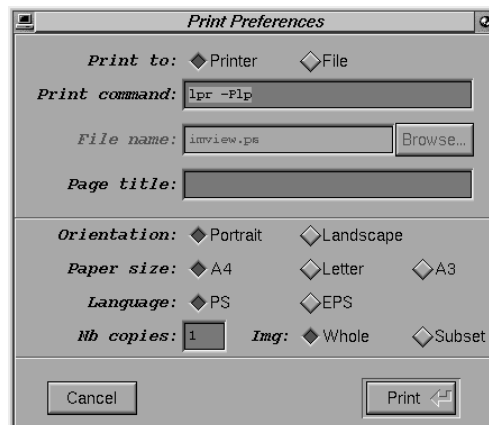 Print Preferences
Print to: Printer File
Print command: lpr -Plp
File name: imview.ps Browse...
Page title:
Orientation: Portrait Landscape
Paper size: A4 Letter A3
Language: PS EPS
Nb copies: 1 Img: Whole Subset
Cancel Print